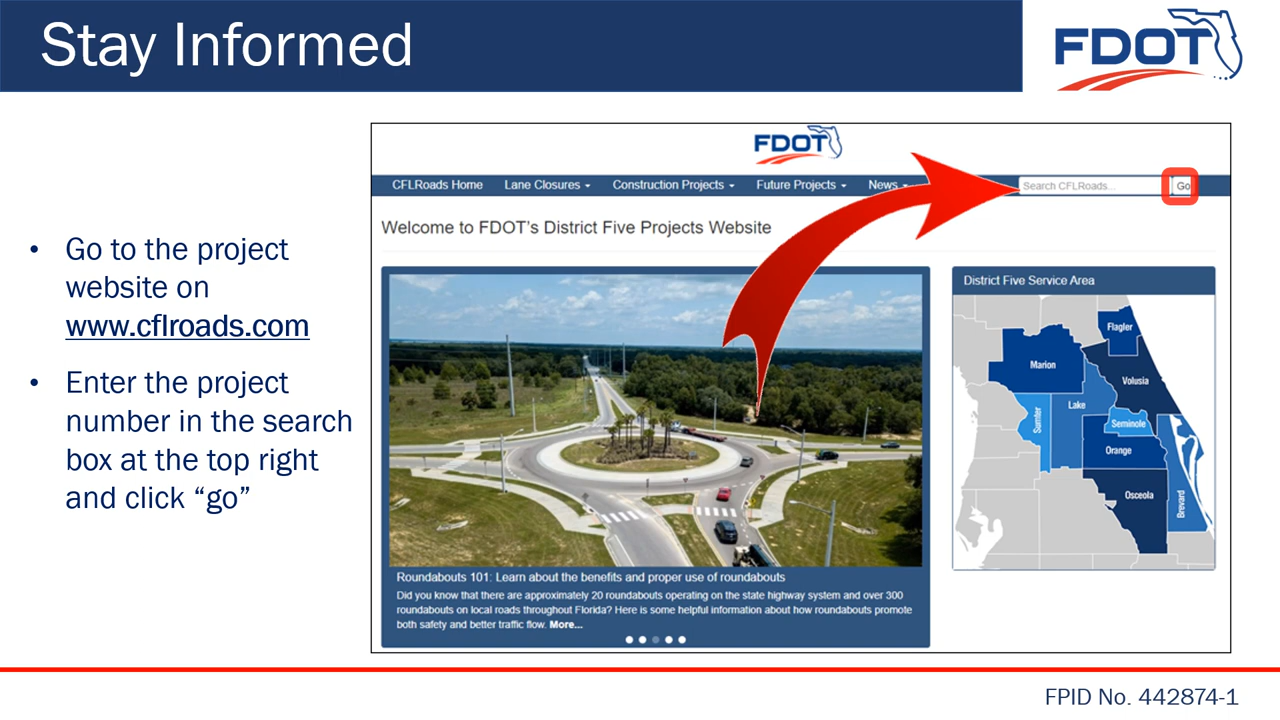 Stay Informed
FDOT
• Go to the project
website on
www.cflroads.com
• Enter the project
number in the search
box at the top right
and click “go”
FDOT
CFLRoads Home Lane Closures Construction Projects Future Projects News Search CFLRoads... Go
Welcome to FDOT's District Five Projects Website
District Five Service Area
Flagler
Marion
Volusia
Lake
Sumter
Seminole
Orange
Osceola
Brevard
Roundabouts 101: Learn about the benefits and proper use of roundabouts
Did you know that there are approximately 20 roundabouts operating on the state highway system and over 300
roundabouts on local roads throughout Florida? Here is some helpful information about how roundabouts promote
both safety and better traffic flow. More...
FPID No. 442874-1